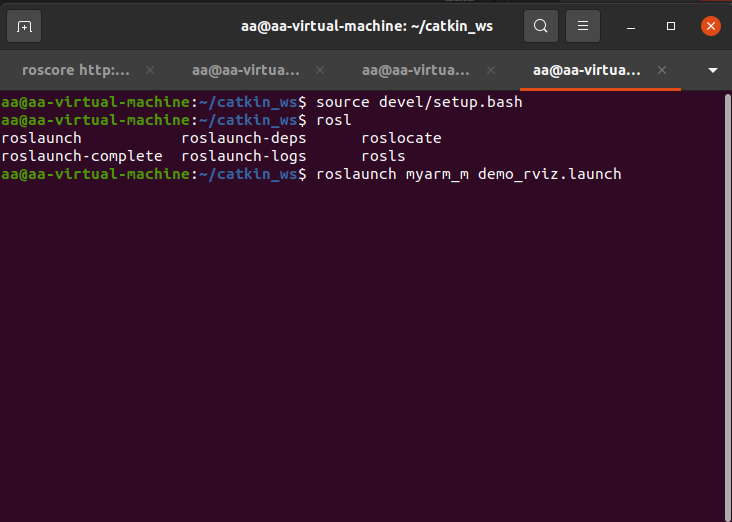 aa@aa-virtual-machine: ~/catkin_ws
roscore http:... aa@aa-virtua... aa@aa-virtua... aa@aa-virtua...
aa@aa-virtual-machine:~/catkin_ws$ source devel/setup.bash
aa@aa-virtual-machine:~/catkin_ws$ rosl
roslaunch roslaunch-deps roslocate
roslaunch-complete roslaunch-logs rosls
aa@aa-virtual-machine:~/catkin_ws$ roslaunch myarm_m demo_rviz.launch